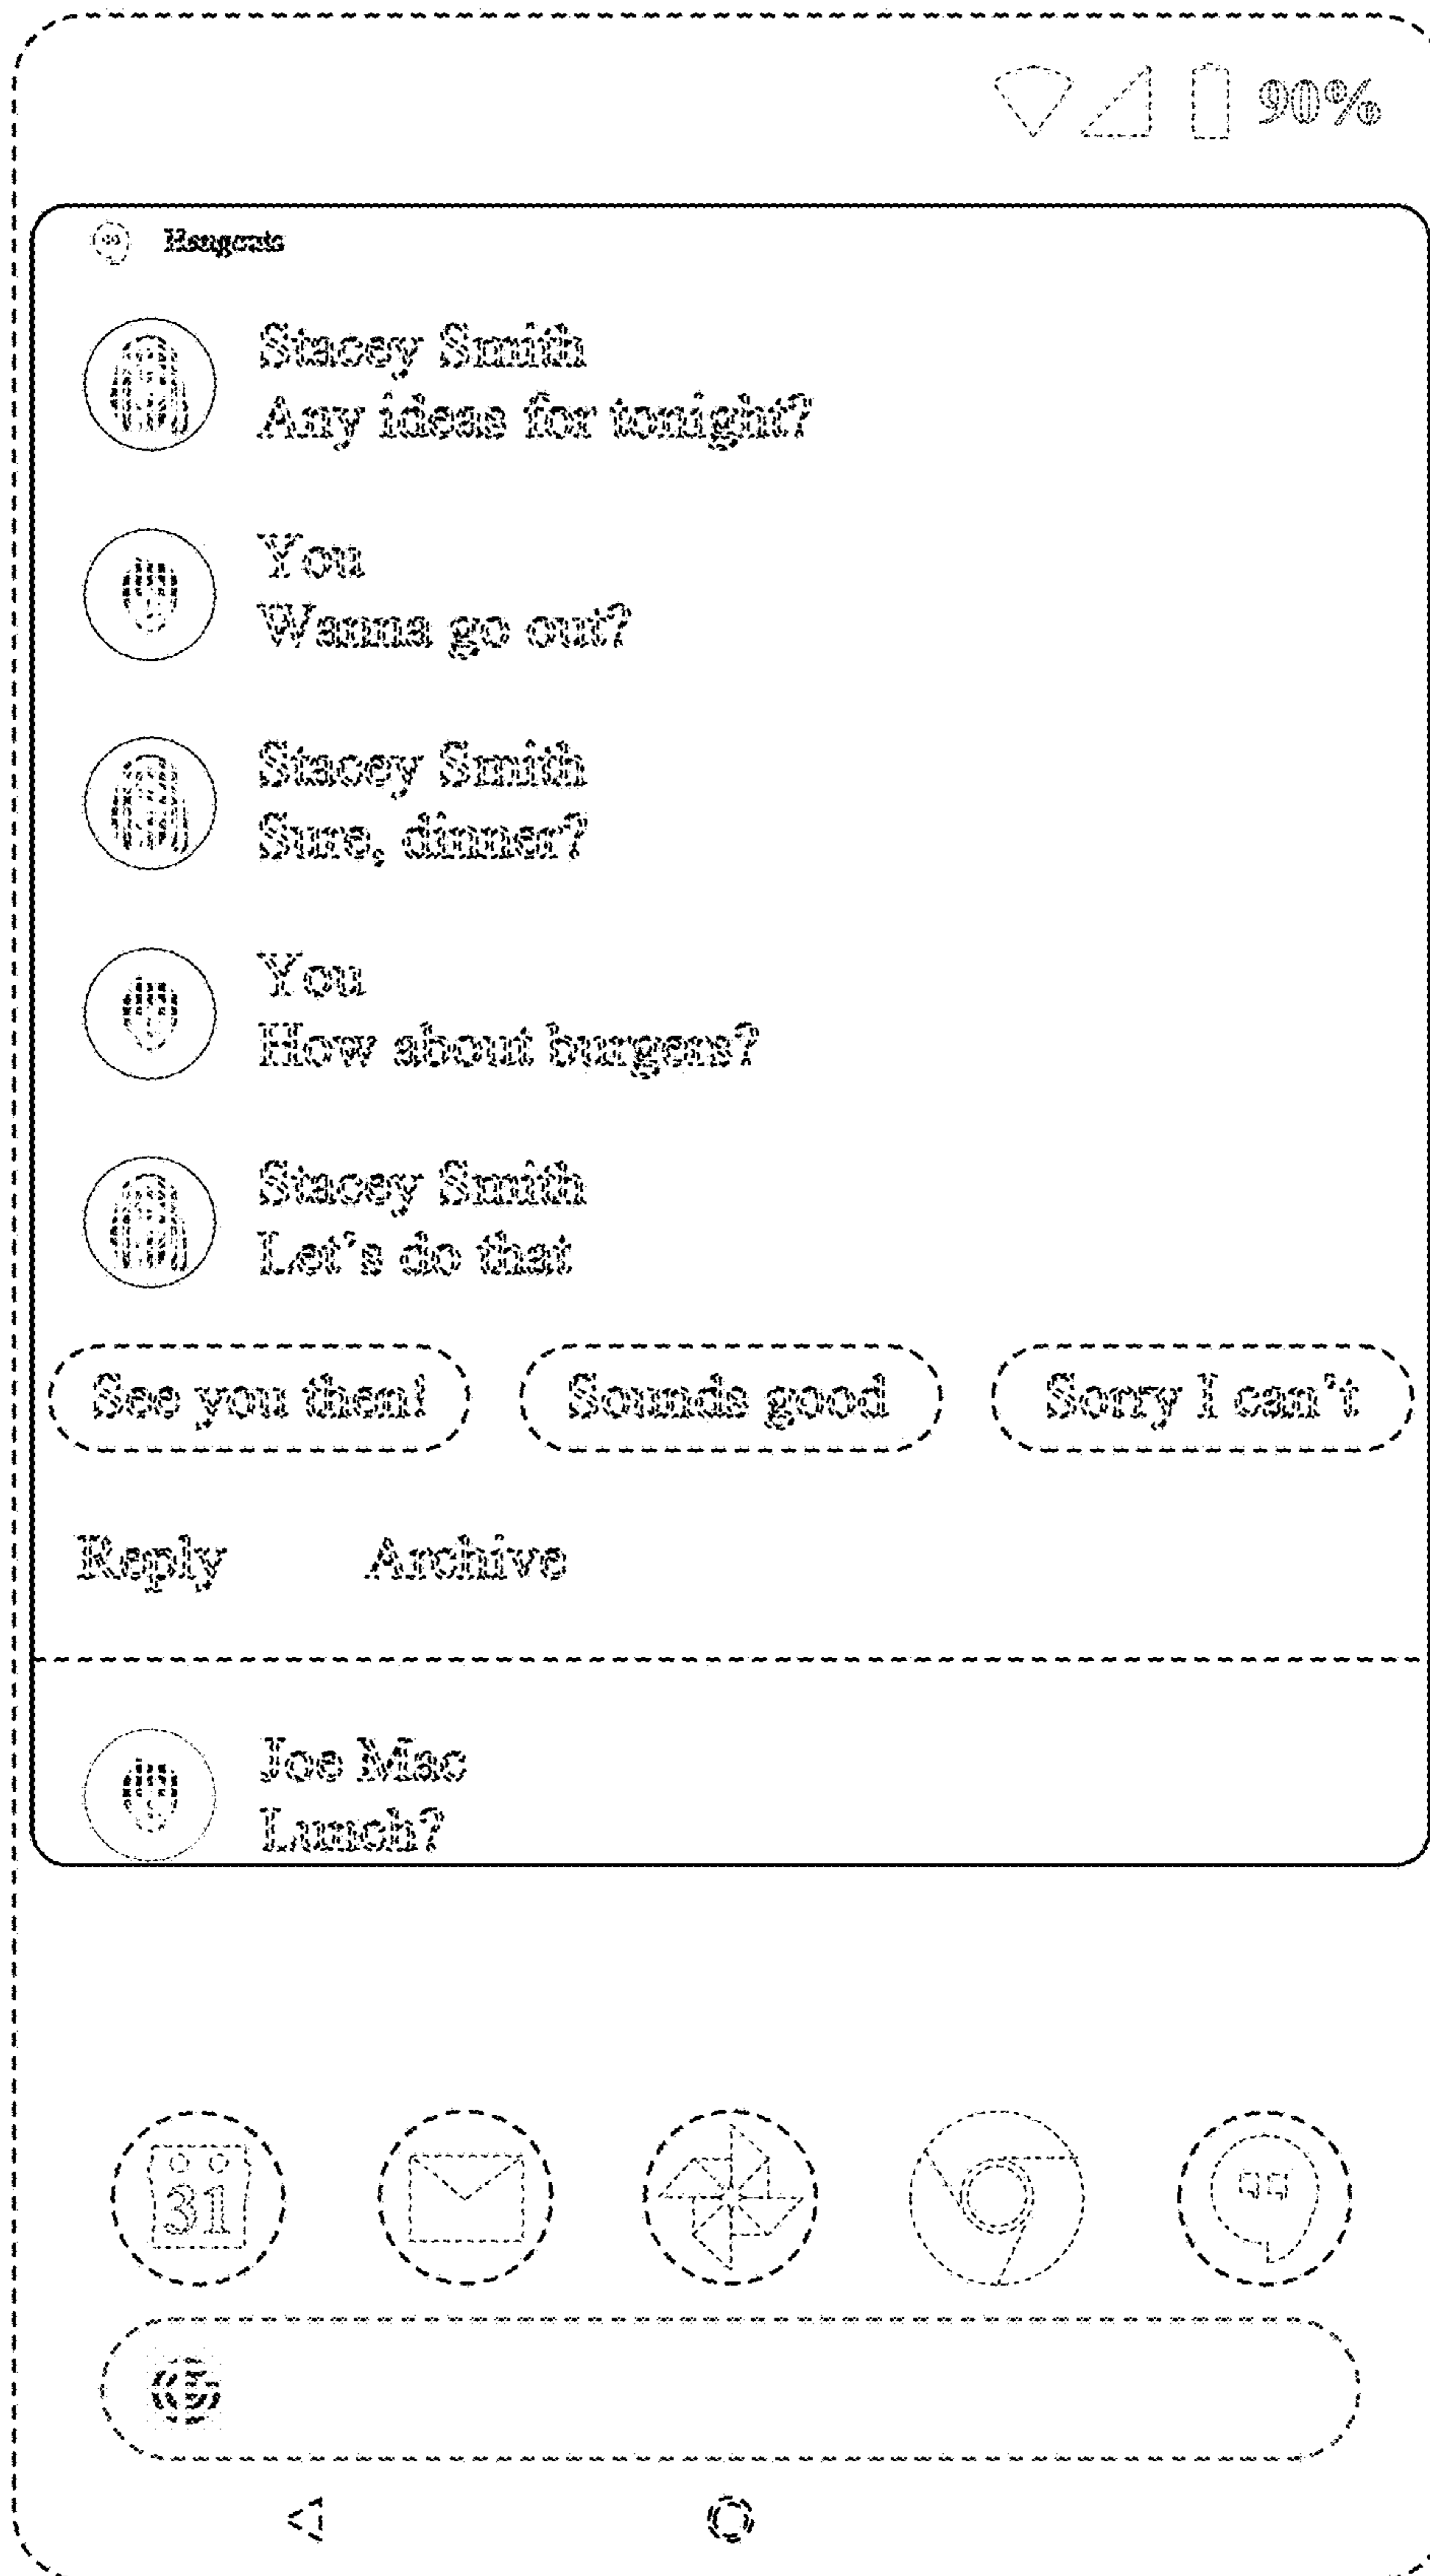 90%
Hangouts
Stacey Smith
Any ideas for tonight?
You
Wanna go out?
Stacey Smith
Sure, dinner?
You
How about burgers?
Stacey Smith
Let's do that
See you then! Sounds good Sorry I can't
Reply Archive
Joe Mac
Lunch?
31
G